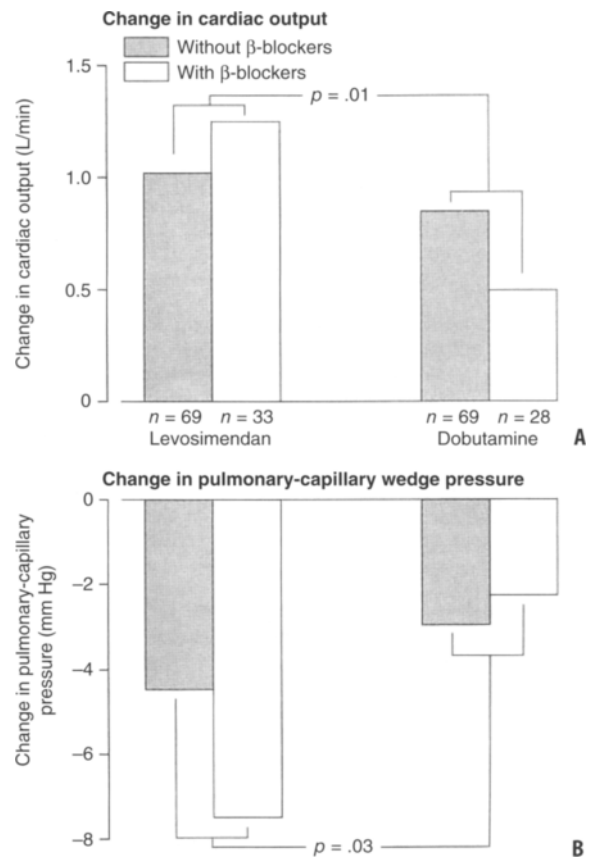 Change in cardiac output
Without β-blockers
With β-blockers
Change in cardiac output (L/min)
1.5
1.0
0.5
0
p = .01
n = 69 n = 33 n = 69 n = 28
Levosimendan Dobutamine A
Change in pulmonary-capillary wedge pressure
Change in pulmonary-capillary
pressure (mm Hg)
0
–2
–4
–6
–8
p = .03
B